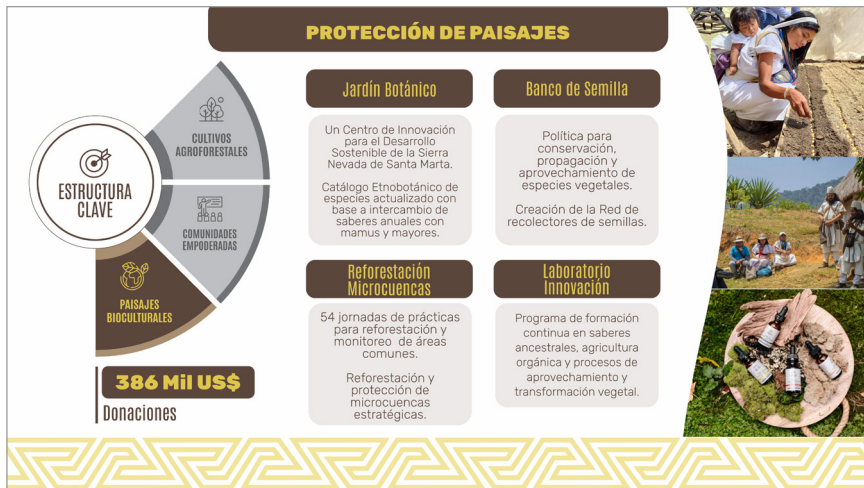 PROTECCIÓN DE PAISAJES
ESTRUCTURA
CLAVE
CULTIVOS
AGROFORESTALES
COMUNIDADES
EMPODERADAS
PAISAJES
BIOCULTURALES
386 Mil US$
Donaciones
Jardín Botánico
Un Centro de Innovación
para el Desarrollo
Sostenible de la Sierra
Nevada de Santa Marta.
Catálogo Etnobotánico de
especies actualizado con
base a intercambio de
saberes anuales con
mamus y mayores.
Banco de Semilla
Política para
conservación,
propagación y
aprovechamiento de
especies vegetales.
Creación de la Red de
recolectores de semillas.
Reforestación
Microcuencas
54 jornadas de prácticas
para reforestación y
monitoreo de áreas
comunes.
Reforestación y
protección de
microcuencas
estratégicas.
Laboratorio
Innovación
Programa de formación
continua en saberes
ancestrales, agricultura
orgánica y procesos de
aprovechamiento y
transformación vegetal.